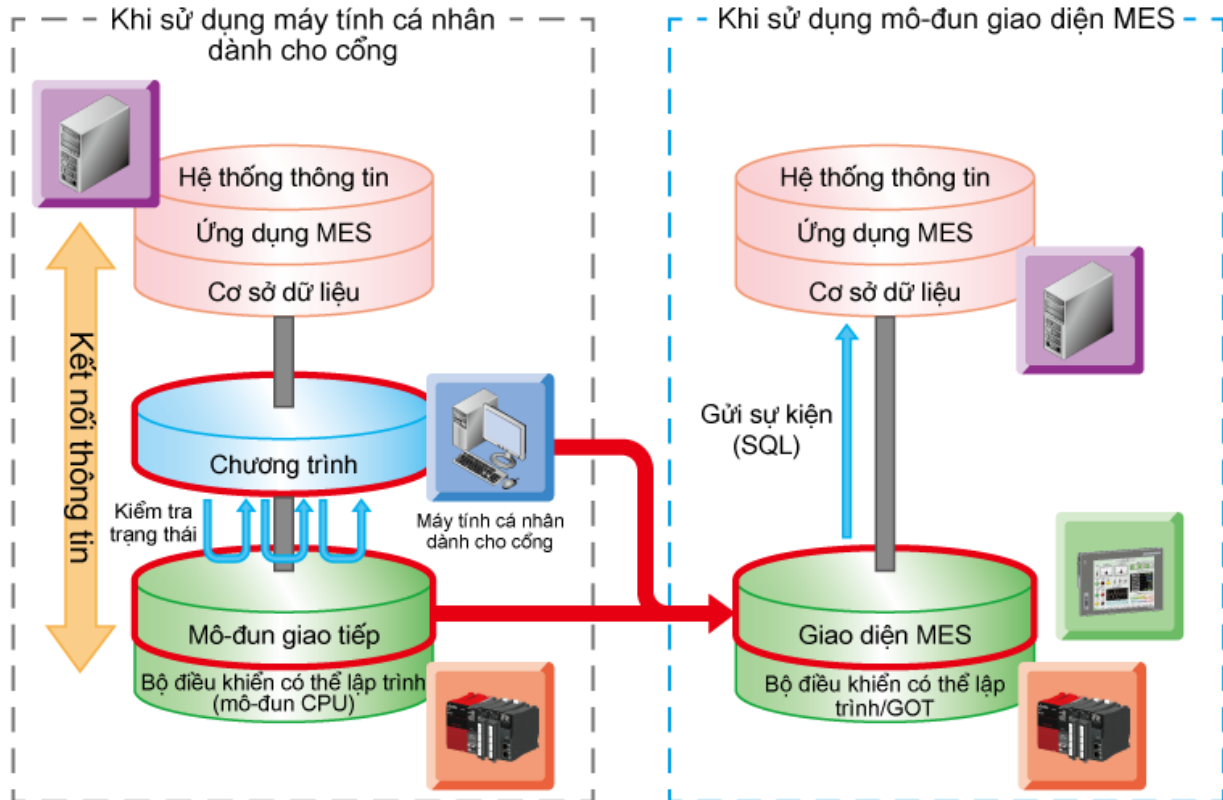 Khi sử dụng máy tính cá nhân
dành cho cổng
Hệ thống thông tin
Ứng dụng MES
Cơ sở dữ liệu
Kết nối thông tin
Chương trình
Kiểm tra
trạng thái
Máy tính cá nhân
dành cho cổng
Mô-đun giao tiếp
Bộ điều khiển có thể lập trình
(mô-đun CPU)
Khi sử dụng mô-đun giao diện MES
Hệ thống thông tin
Ứng dụng MES
Cơ sở dữ liệu
Gửi sự kiện
(SQL)
Giao diện MES
Bộ điều khiển có thể lập
trình/GOT